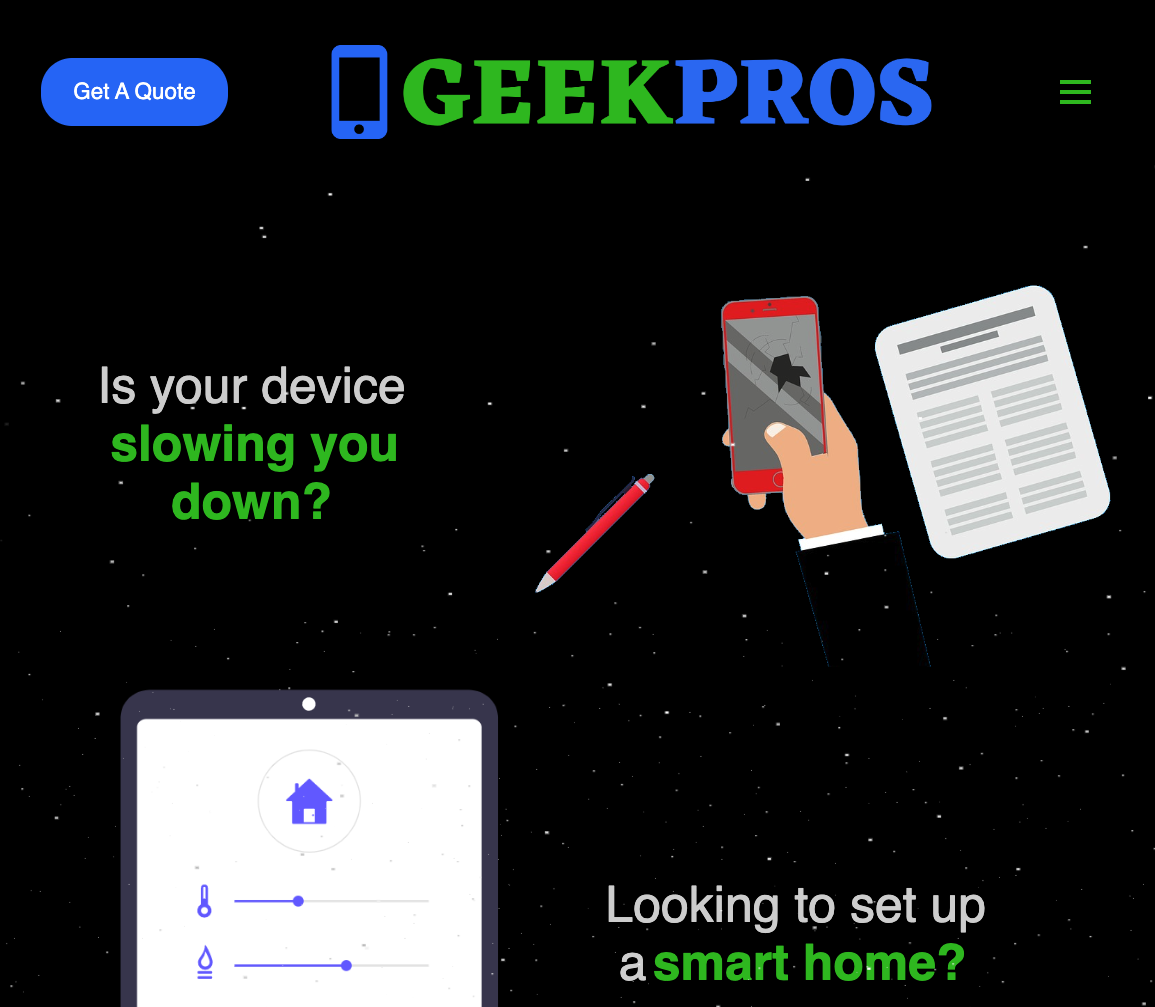 Get A Quote
GEEKPROS
Is your device
slowing you
down?
Looking to set up
a smart home?